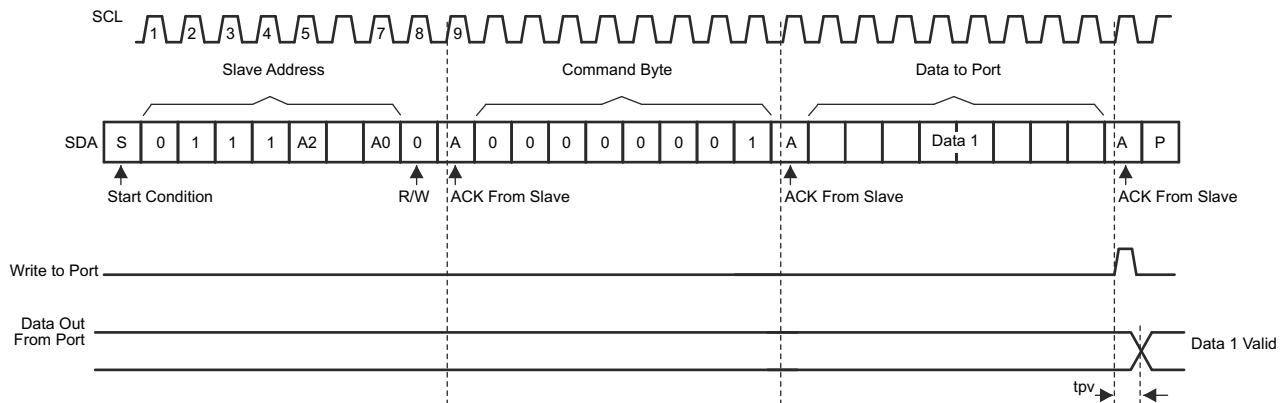 SCL 1 2 3 4 5 7 8 9
Slave Address Command Byte Data to Port
SDA S 0 1 1 1 A2 A0 0 A 0 0 0 0 0 0 0 1 A Data 1 A P
Start Condition R/W ACK From Slave ACK From Slave ACK From Slave
Write to Port
Data Out
From Port
Data 1 Valid
tpv